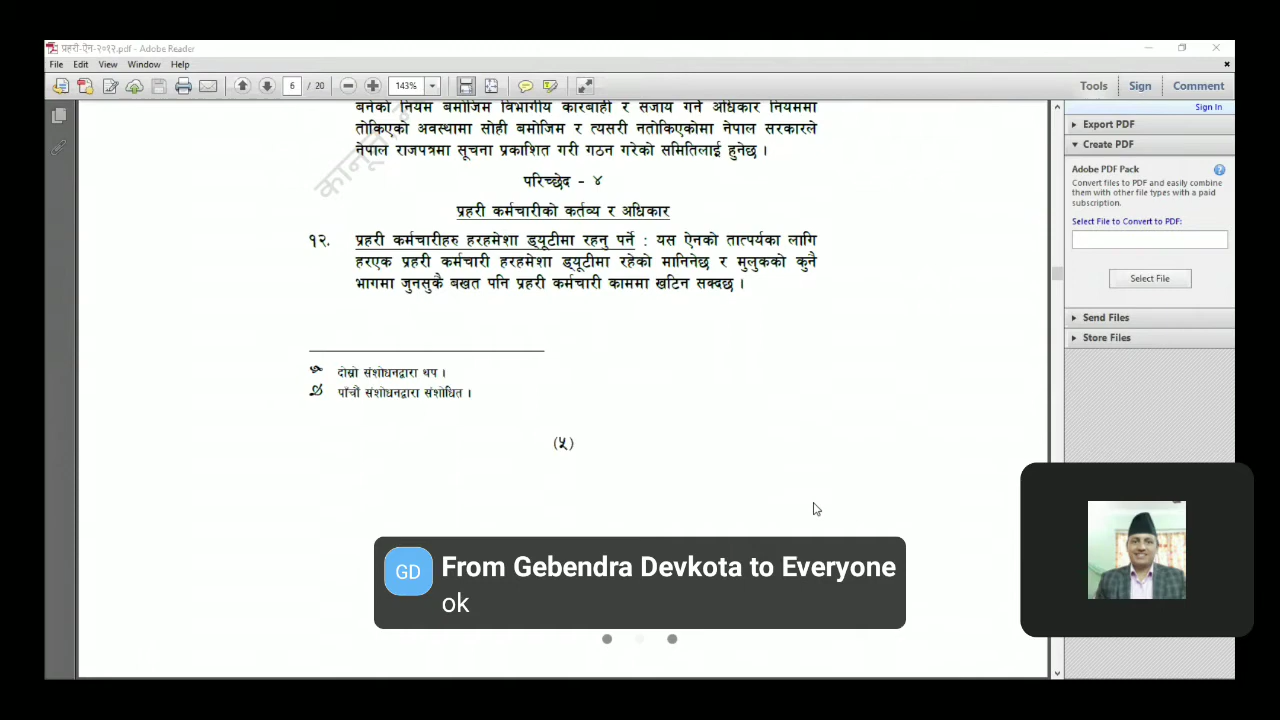 प्रहरी-ऐन-२०१२.pdf - Adobe Reader
File Edit View Window Help
6 / 20
143%
Tools Sign Comment
Sign In
Export PDF
Create PDF
Adobe PDF Pack
Convert files to PDF and easily combine
them with other file types with a paid
subscription.
Select File to Convert to PDF:
Select File
Send Files
Store Files
बनेको नियम बमोजिम विभागीय कारबाही र सजाय गर्ने अधिकार नियममा
तोकिएको अवस्थामा सोही बमोजिम र त्यसरी नतोकिएकोमा नेपाल सरकारले
नेपाल राजपत्रमा सूचना प्रकाशित गरी गठन गरेको समितिलाई हुनेछ ।
कानून
परिच्छेद - ४
प्रहरी कर्मचारीको कर्तव्य र अधिकार
१२. प्रहरी कर्मचारीहरु हरहमेशा ड्यूटीमा रहनु पर्ने : यस ऐनको तात्पर्यका लागि
हरएक प्रहरी कर्मचारी हरहमेशा ड्यूटीमा रहेको मानिनेछ र मुलुकको कुनै
भागमा जुनसुकै बखत पनि प्रहरी कर्मचारी काममा खटिन सक्दछ ।
दोस्रो संशोधनद्वारा थप ।
पाँचौं संशोधनद्वारा संशोधित ।
(५)
GD
From Gebendra Devkota to Everyone
ok